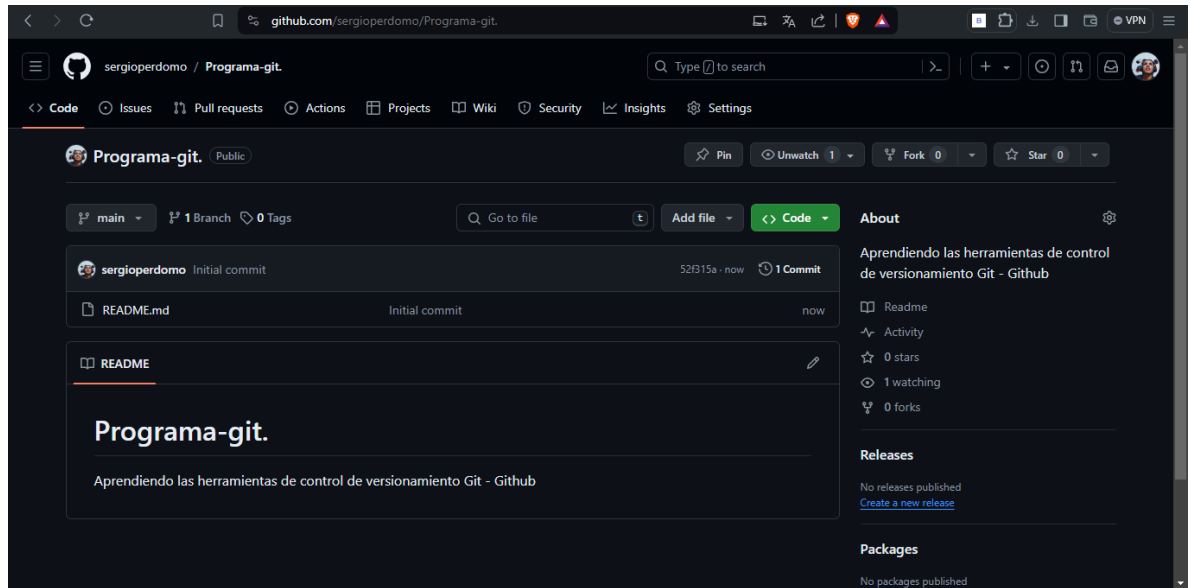 github.com/sergioperdomo/Programa-git.
VPN
sergioperdomo / Programa-git.
Type / to search
Code Issues Pull requests Actions Projects Wiki Security Insights Settings
Programa-git. Public
Pin Unwatch 1 Fork 0 Star 0
main 1 Branch 0 Tags Go to file t Add file Code
About
Aprendiendo las herramientas de control
de versionamiento Git - Github
sergioperdomo Initial commit 52f315a · now 1 Commit
README.md Initial commit now
Readme
Activity
0 stars
1 watching
0 forks
README
Programa-git.
Aprendiendo las herramientas de control de versionamiento Git - Github
Releases
No releases published
Create a new release
Packages
No packages published